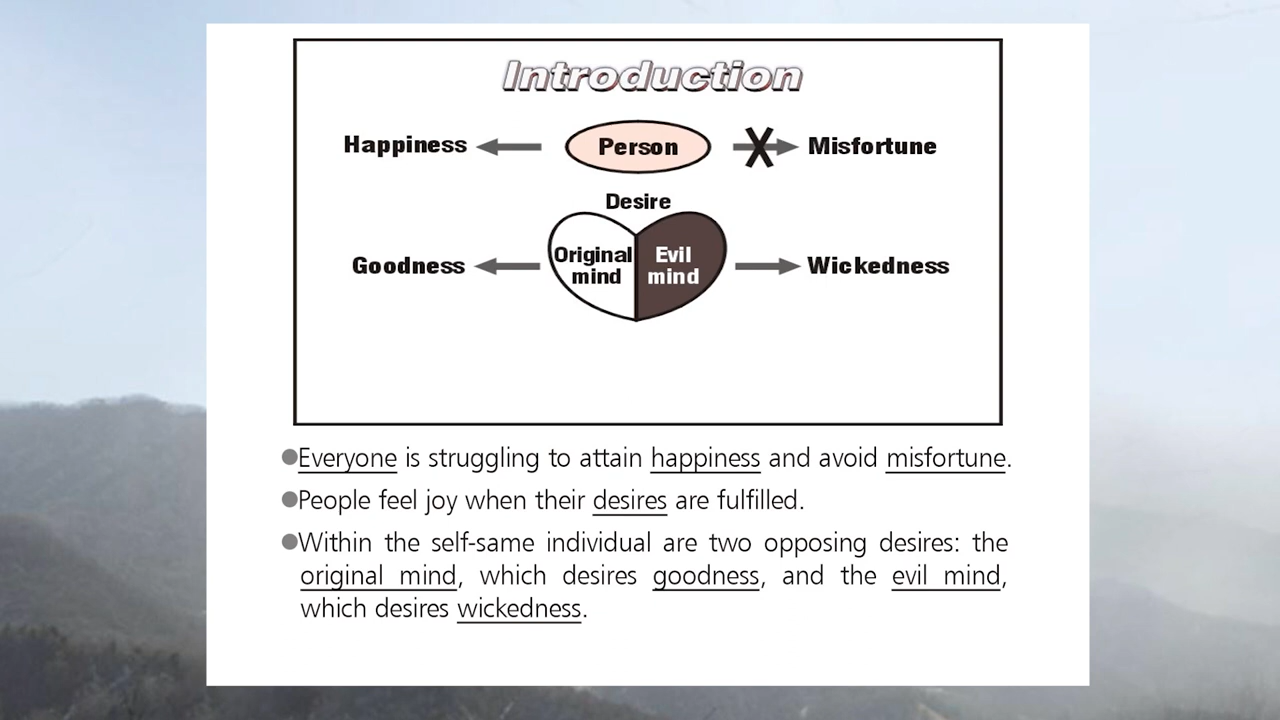 Introduction
Happiness Person Misfortune
Desire
Goodness Original mind Evil mind Wickedness
●Everyone is struggling to attain happiness and avoid misfortune.
●People feel joy when their desires are fulfilled.
●Within the self-same individual are two opposing desires: the
original mind, which desires goodness, and the evil mind,
which desires wickedness.